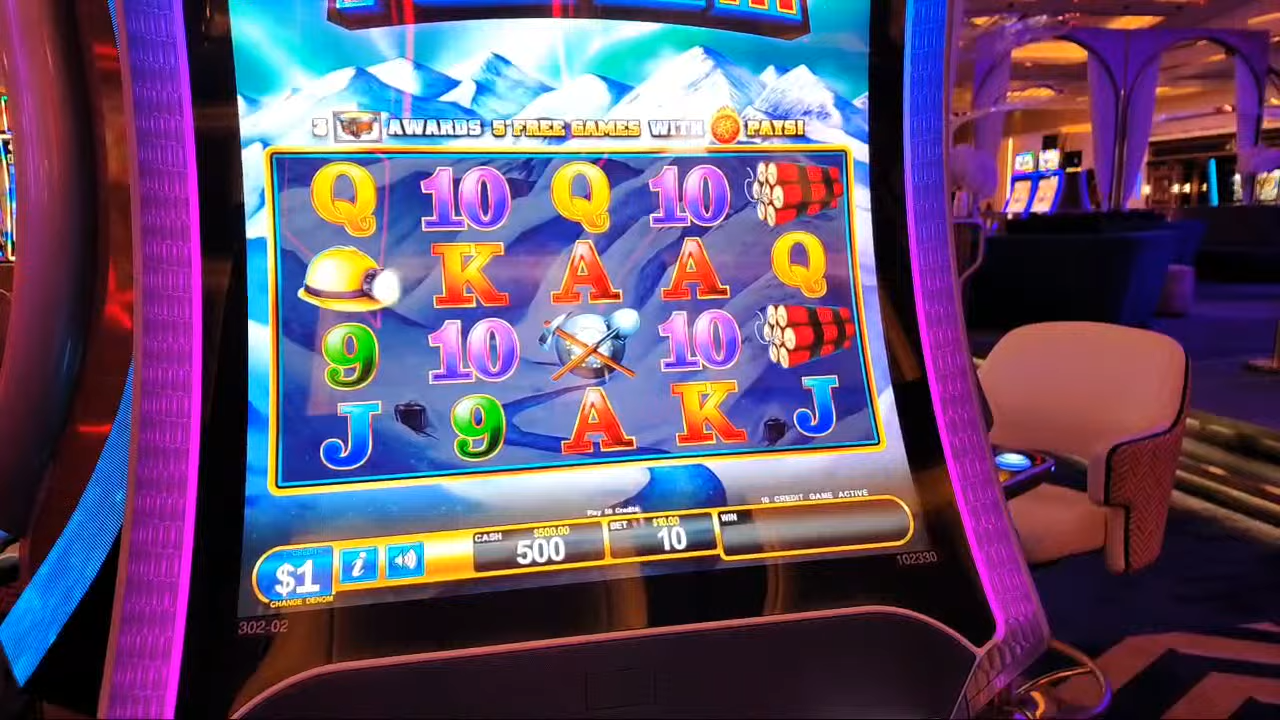 3 AWARDS 5 FREE GAMES WITH PAYS!
Q 10 Q 10
K A A Q
9 10 10
J 9 A K J
10 CREDIT GAME ACTIVE
CASH $500.00 BET $10.00 WIN
500 10
$1
i
CHANGE DENOM
302-02
102330